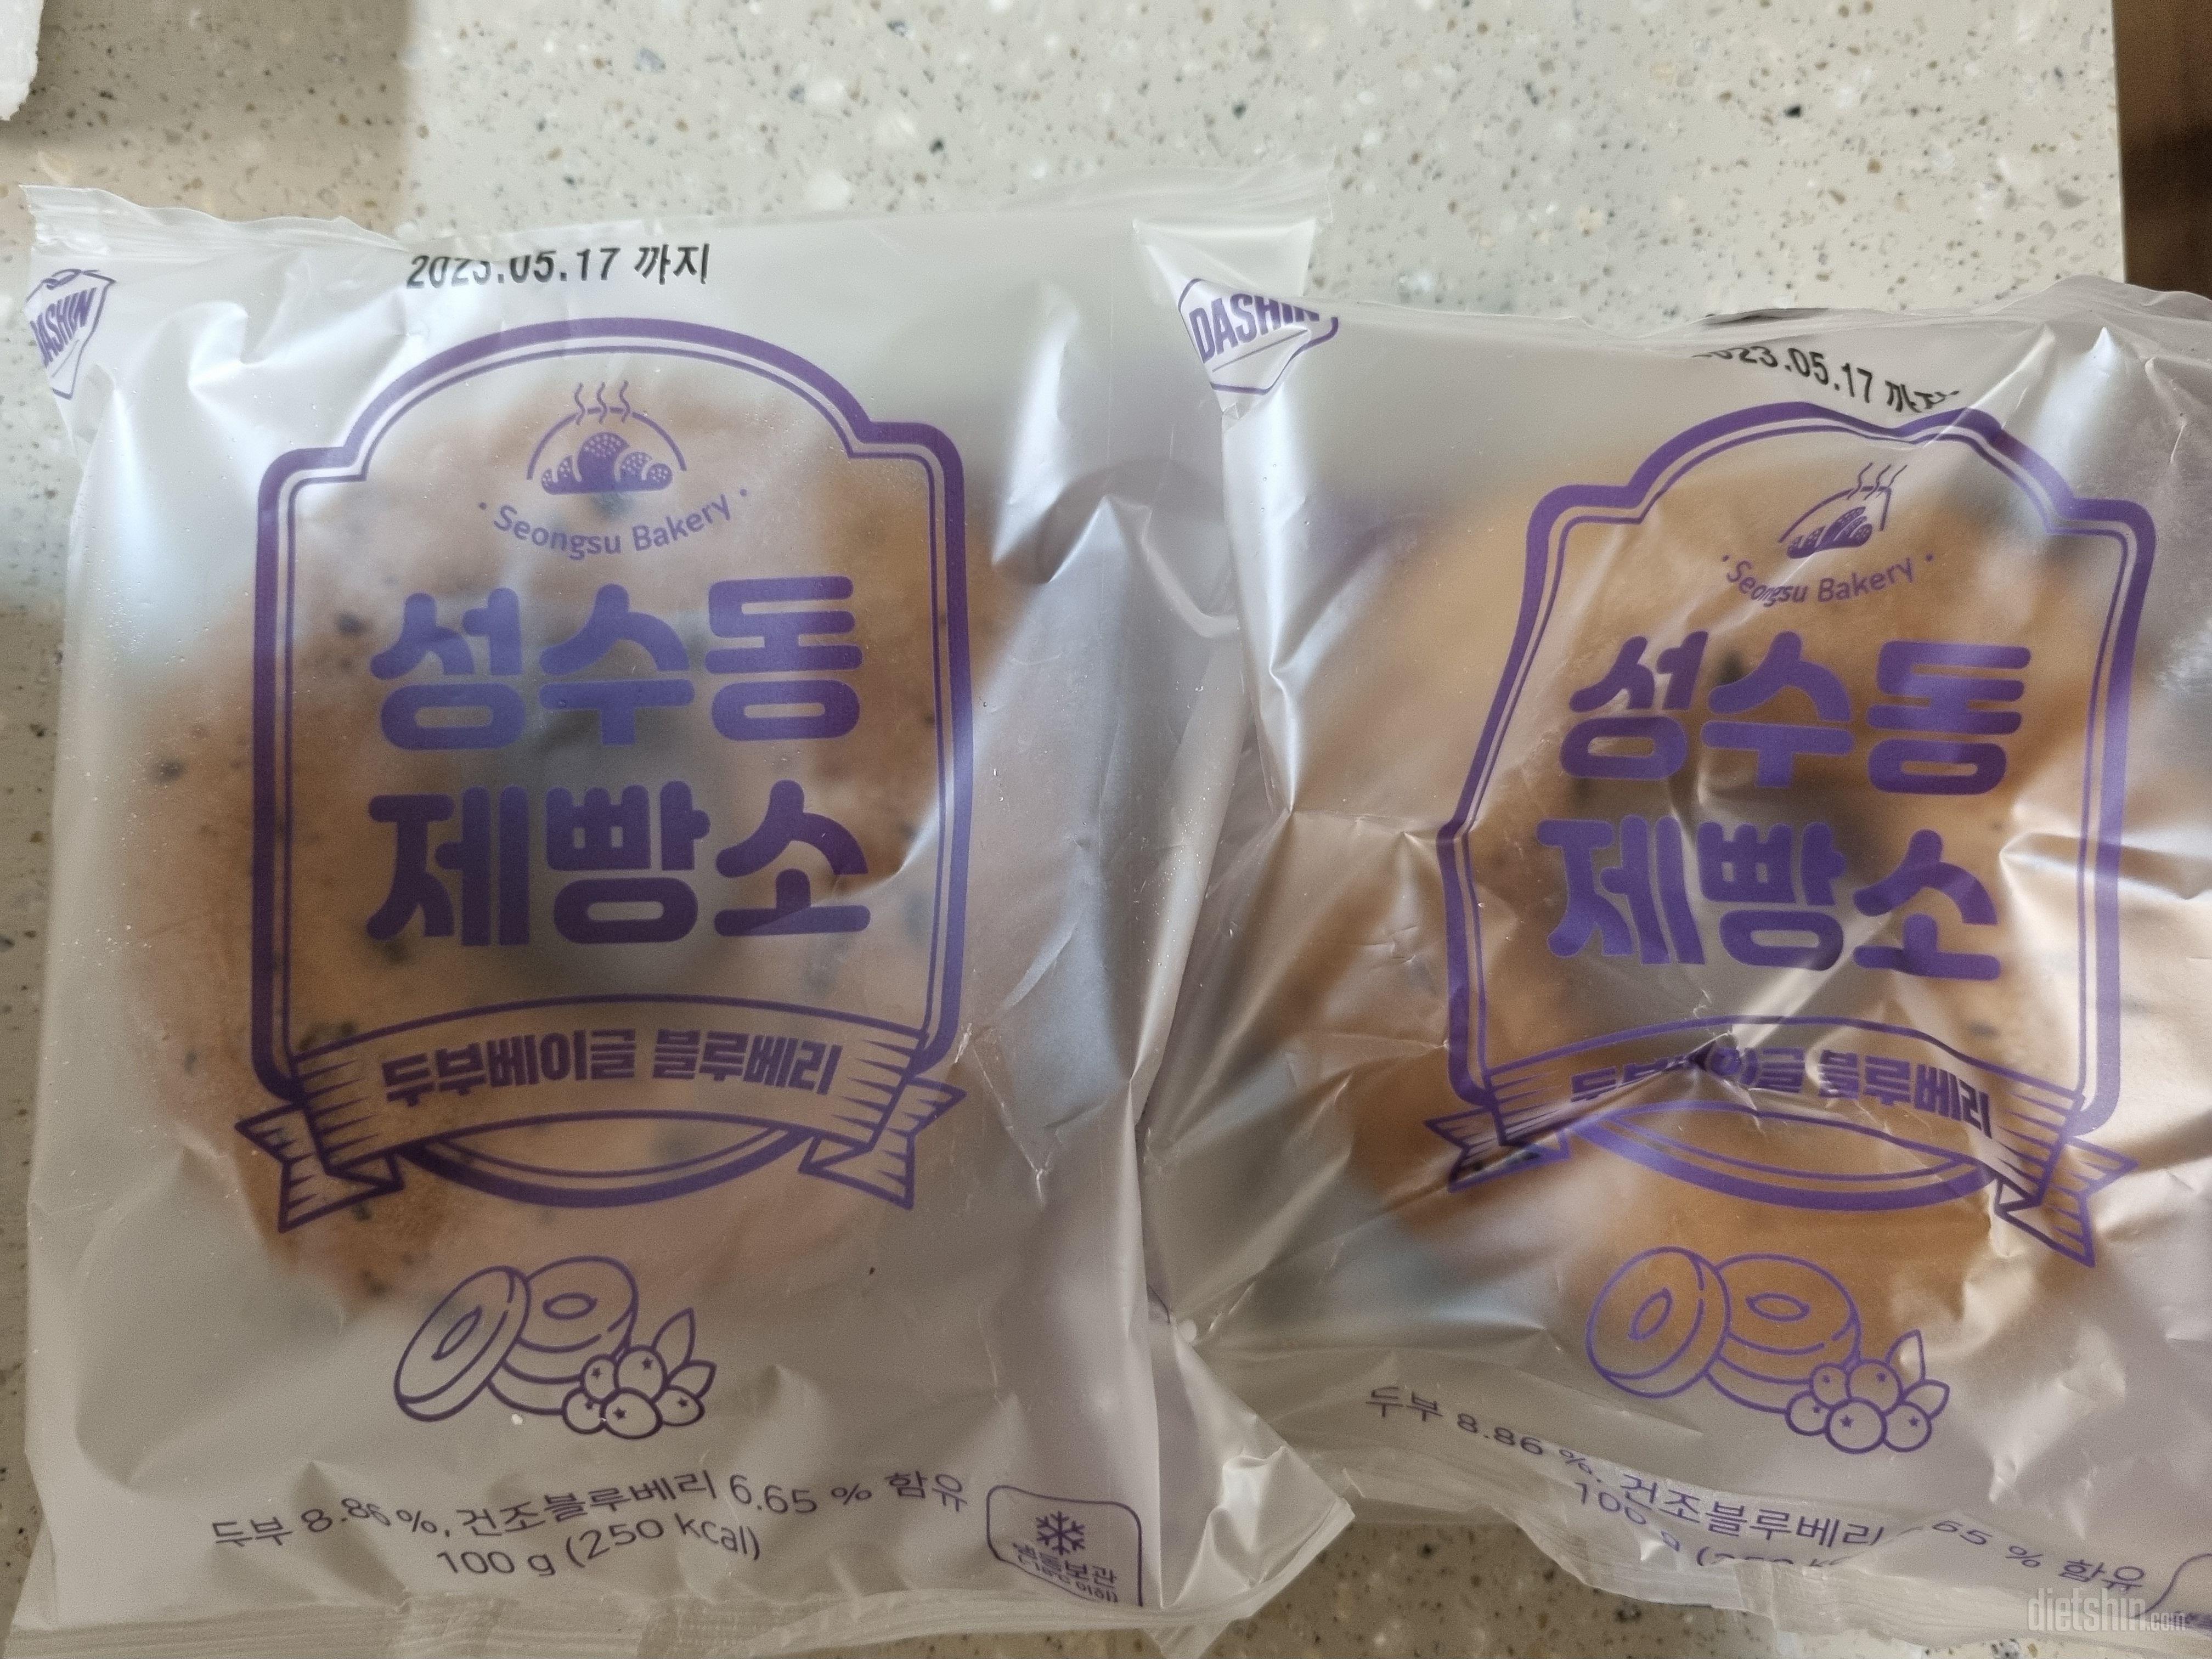 2023.05.17 까지
DASHIN
Seongsu Bakery
성수동
제빵소
두부베이글 블루베리
두부 8.86 %, 건조블루베리 6.65 % 함유
100 g (250 kcal)
냉동보관
DASHIN
2023.05.17 까지
Seongsu Bakery
성수동
제빵소
두부베이글 블루베리
두부 8.86 %, 건조블루베리 65 % 함유
100 g
dietshin.com